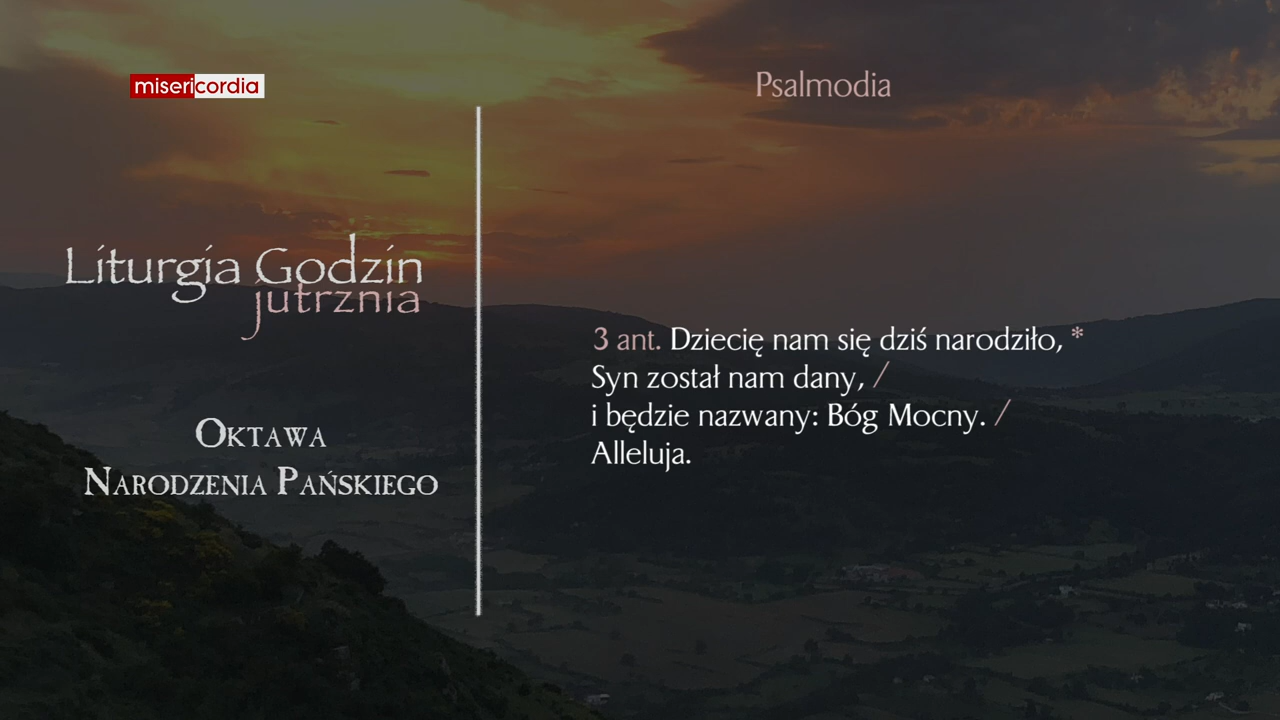 misericordia
Psalmodia
Liturgia Godzin
jutrznia
Oktawa
Narodzenia Pańskiego
3 ant. Dziecię nam się dziś narodziło, *
Syn został nam dany, /
i będzie nazwany: Bóg Mocny. /
Alleluja.